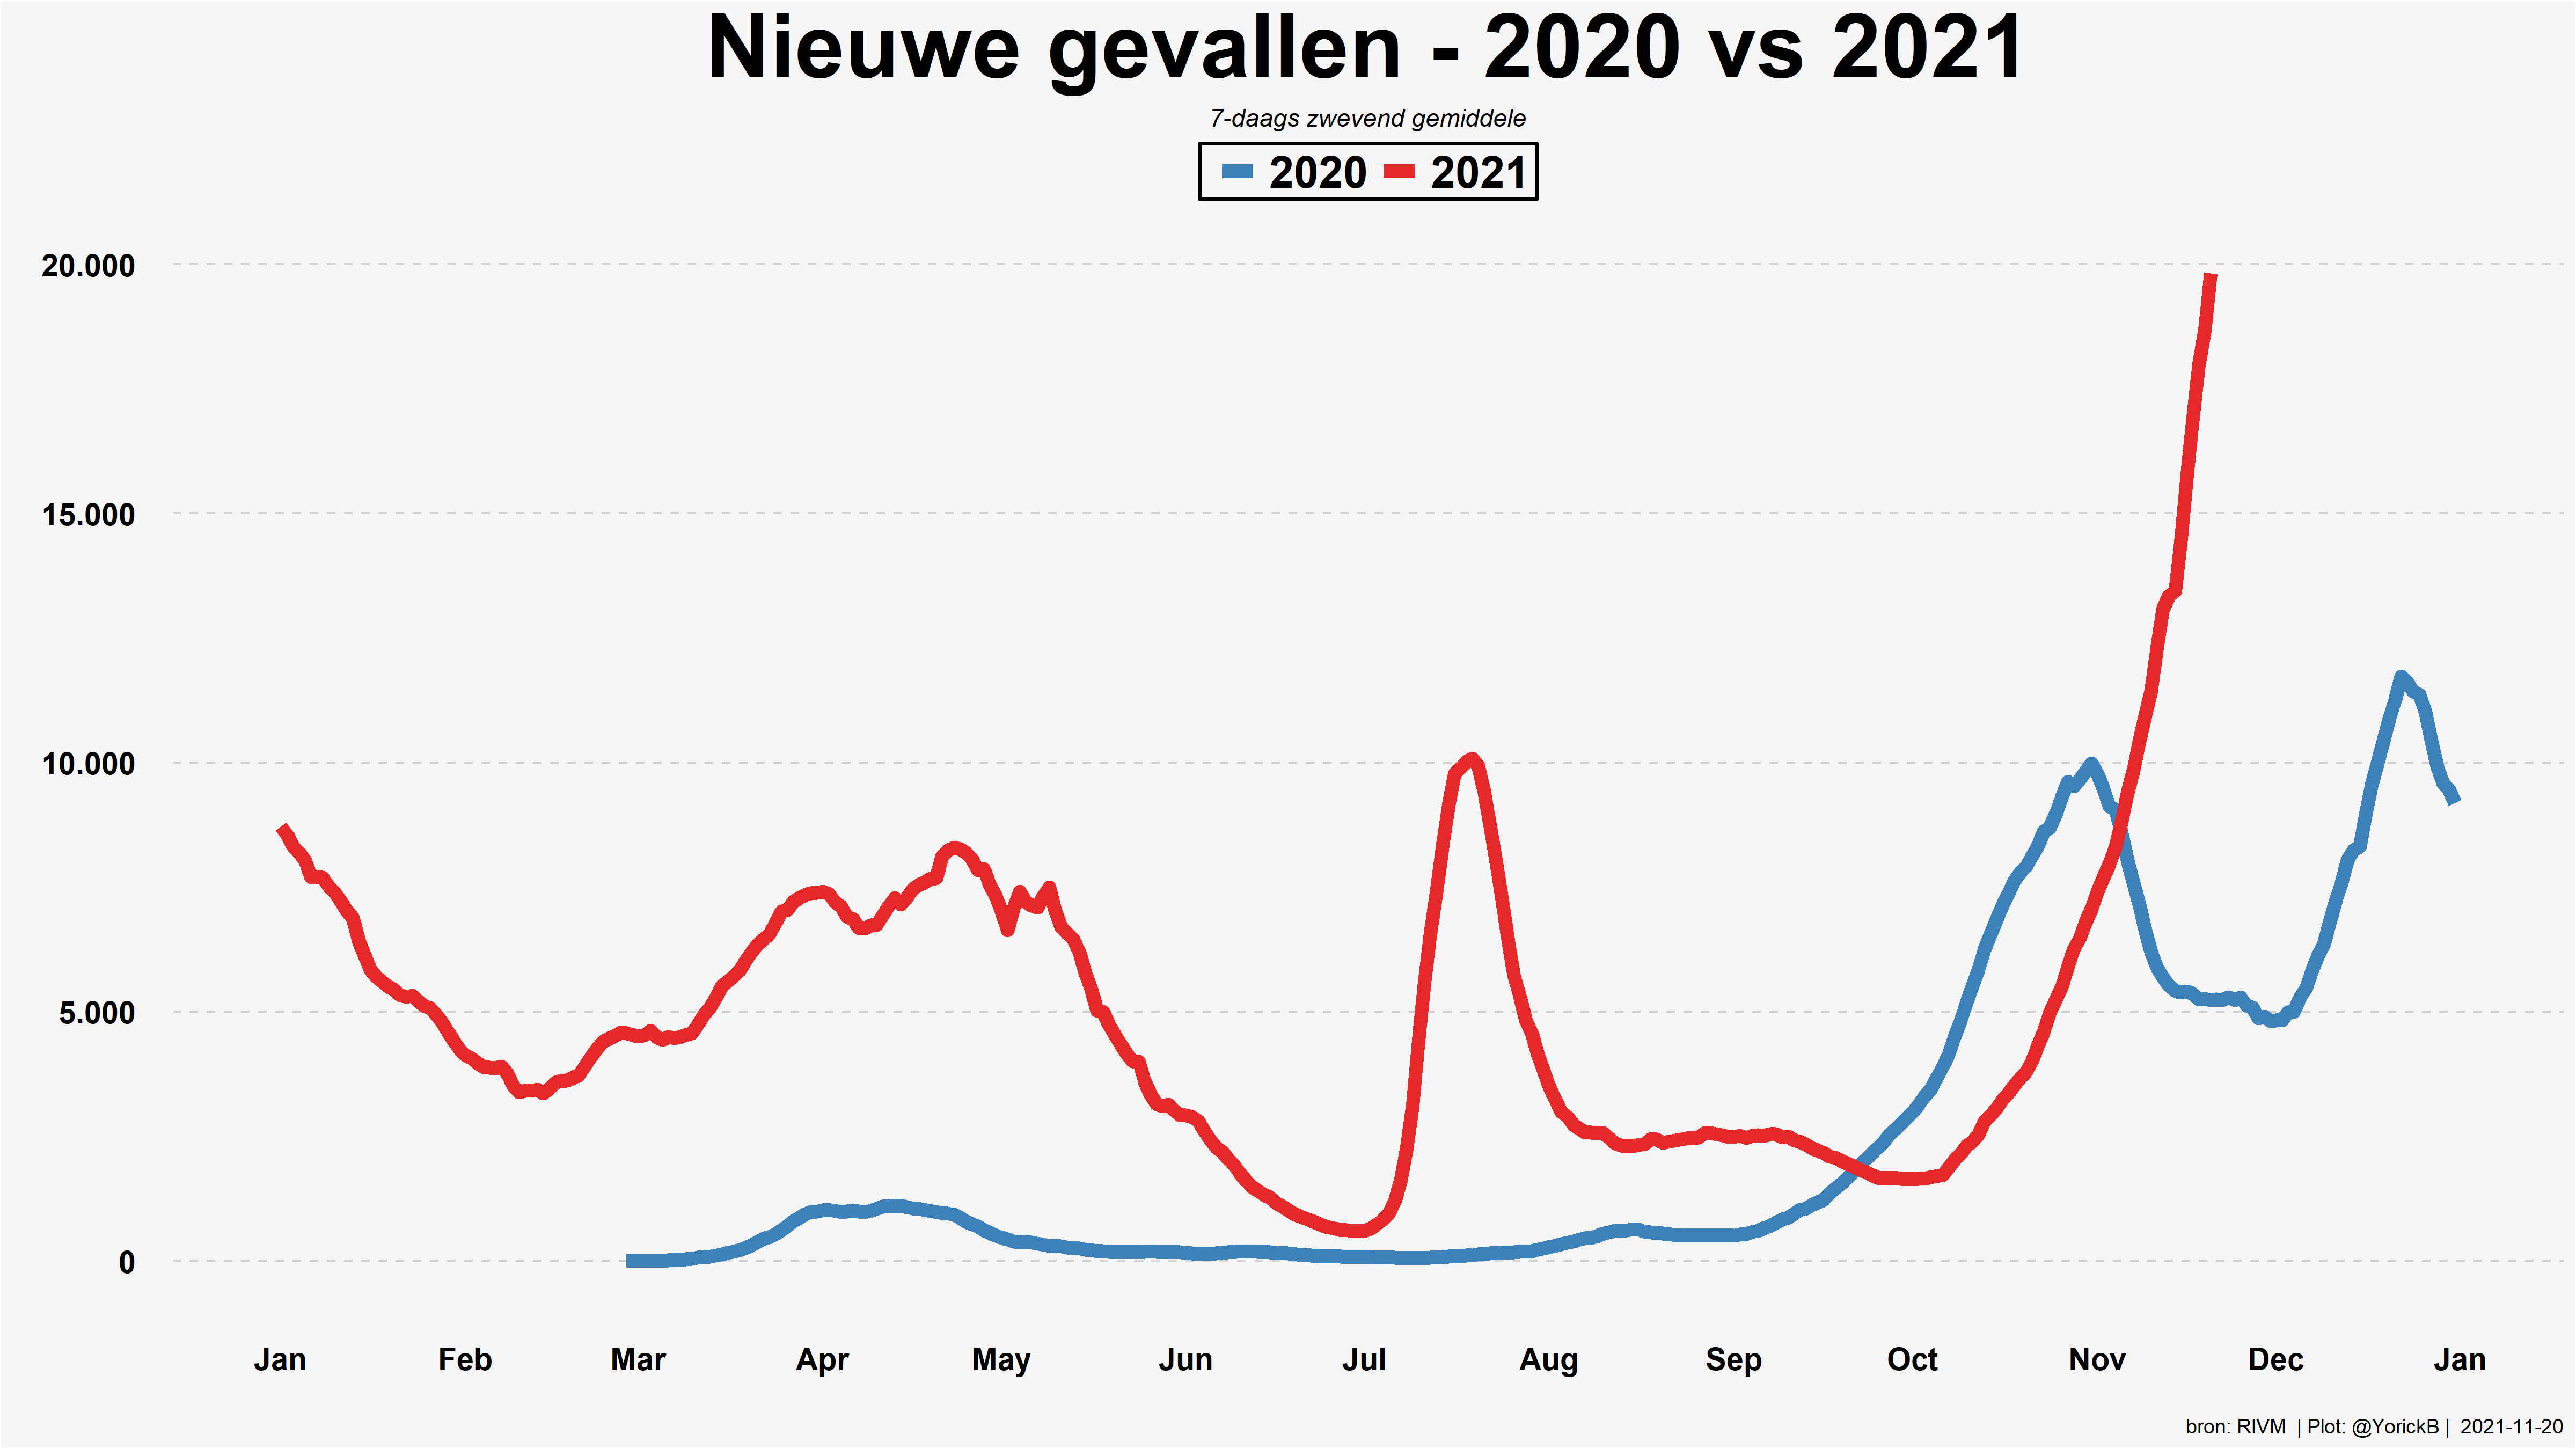 Nieuwe gevallen - 2020 vs 2021
7-daags zwevend gemiddele
2020 2021
20.000
15.000
10.000
5.000
0
Jan Feb Mar Apr May Jun Jul Aug Sep Oct Nov Dec Jan
bron: RIVM | Plot: @YorickB | 2021-11-20